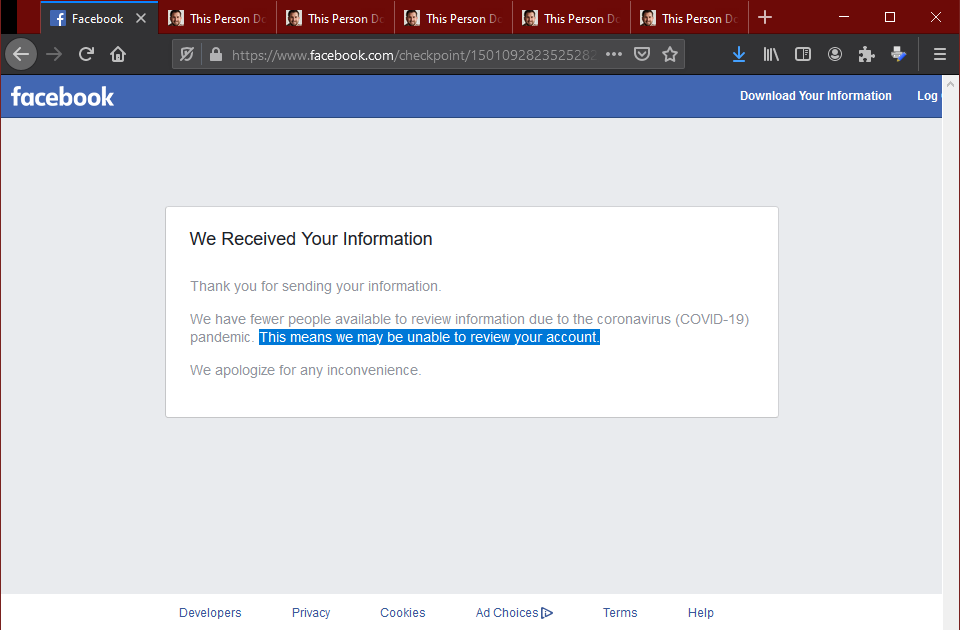 Facebook
This Person Do
This Person Do
This Person Do
This Person Do
This Person Do
https://www.facebook.com/checkpoint/1501092823525282
facebook
Download Your Information
Log
We Received Your Information
Thank you for sending your information.
We have fewer people available to review information due to the coronavirus (COVID-19)
pandemic. This means we may be unable to review your account.
We apologize for any inconvenience.
Developers
Privacy
Cookies
Ad Choices
Terms
Help